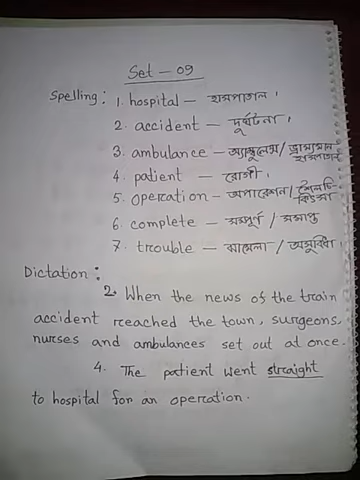 Set - 09
Spelling : 1. hospital — হাসপাতাল ।
2. accident — দুর্ঘটনা ।
3. ambulance — অ্যাম্বুলেন্স / ভ্রাম্যমান হাসপাতাল
4. patient — রোগী ।
5. operation — অপারেশন / শৈলচিকিৎসা
6. complete — সম্পূর্ণ / সমাপ্ত
7. trouble — ঝামেলা / অসুবিধা ।
Dictation :
2. When the news of the train
accident reached the town, surgeons,
nurses and ambulances set out at once.
4. The patient went straight
to hospital for an operation.